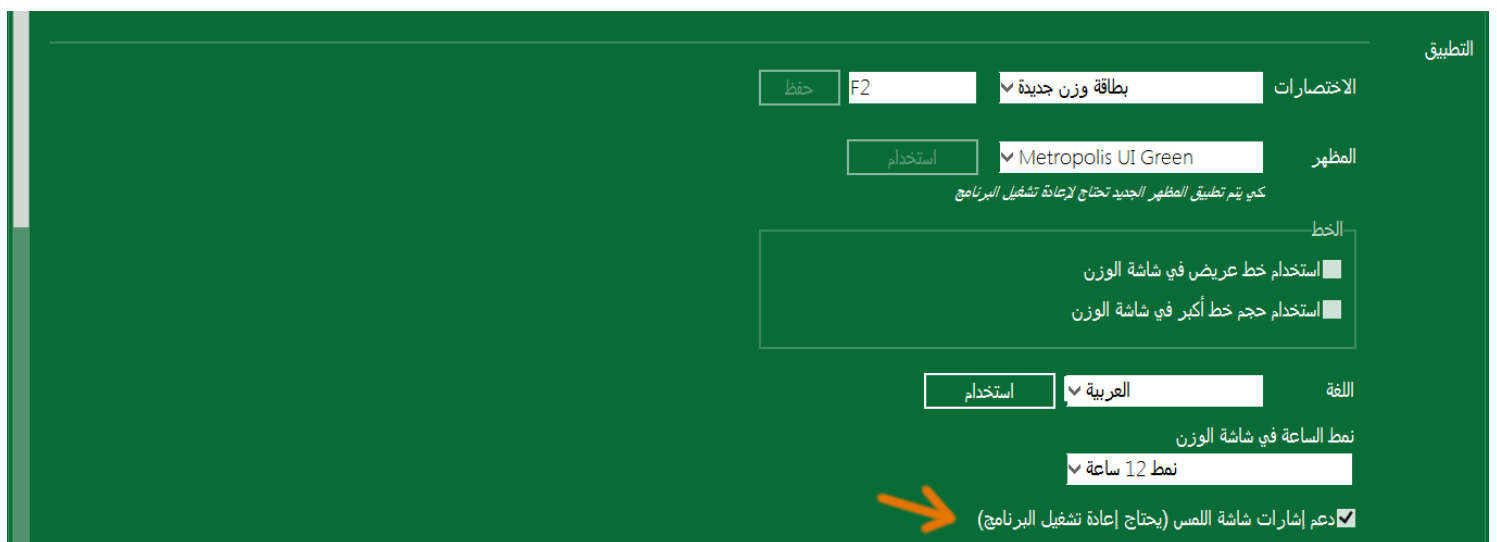 التطبيق
الاختصارات بطاقة وزن جديدة F2 حفظ
المظهر Metropolis UI Green استخدام
كي يتم تطبيق المظهر الجديد تحتاج لإعادة تشغيل البرنامج
الخط
استخدام خط عريض في شاشة الوزن
استخدام حجم خط أكبر في شاشة الوزن
اللغة العربية استخدام
نمط الساعة في شاشة الوزن
نمط 12 ساعة
دعم إشارات شاشة اللمس (يحتاج إعادة تشغيل البرنامج)